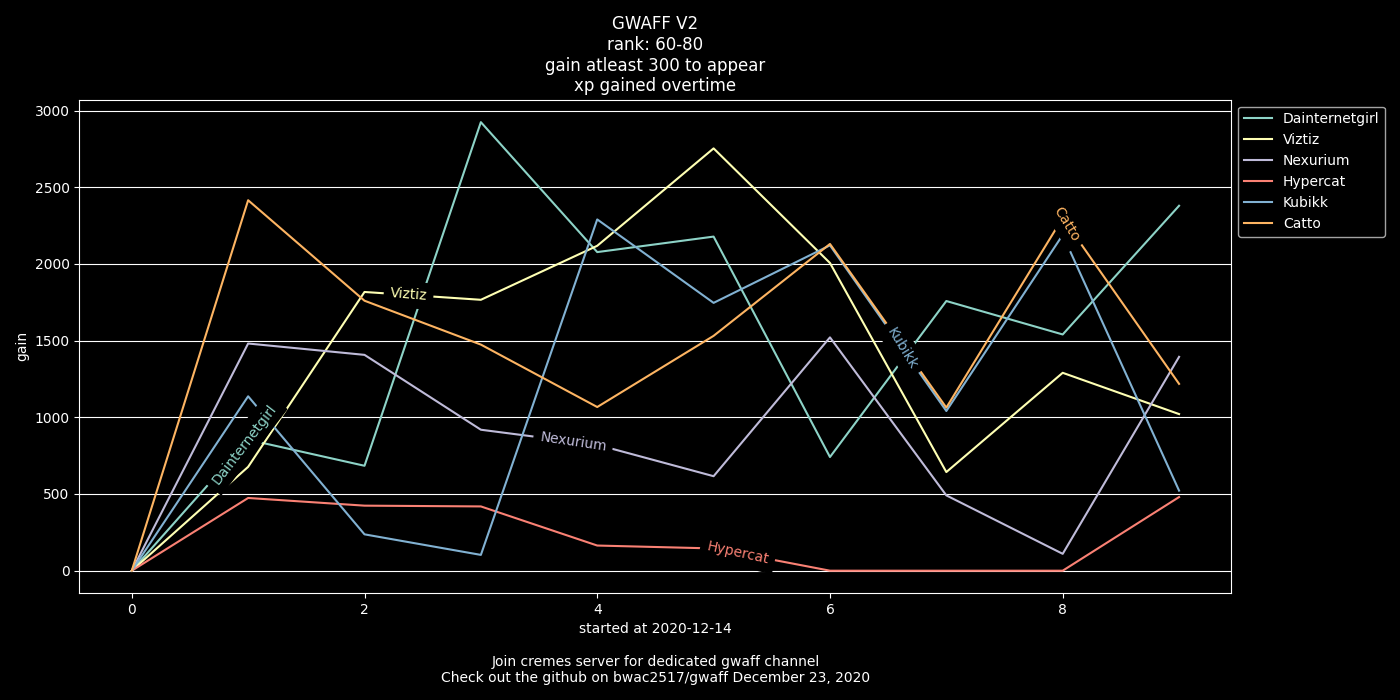 GWAFF V2
rank: 60-80
gain atleast 300 to appear
xp gained overtime
3000
2500
2000
1500
1000
500
0
gain
Dainternetgirl
Viztiz
Nexurium
Hypercat
Kubikk
Catto
Dainternetgirl
Viztiz
Nexurium
Hypercat
Kubikk
Catto
0 2 4 6 8
started at 2020-12-14
Join cremes server for dedicated gwaff channel
Check out the github on bwac2517/gwaff December 23, 2020